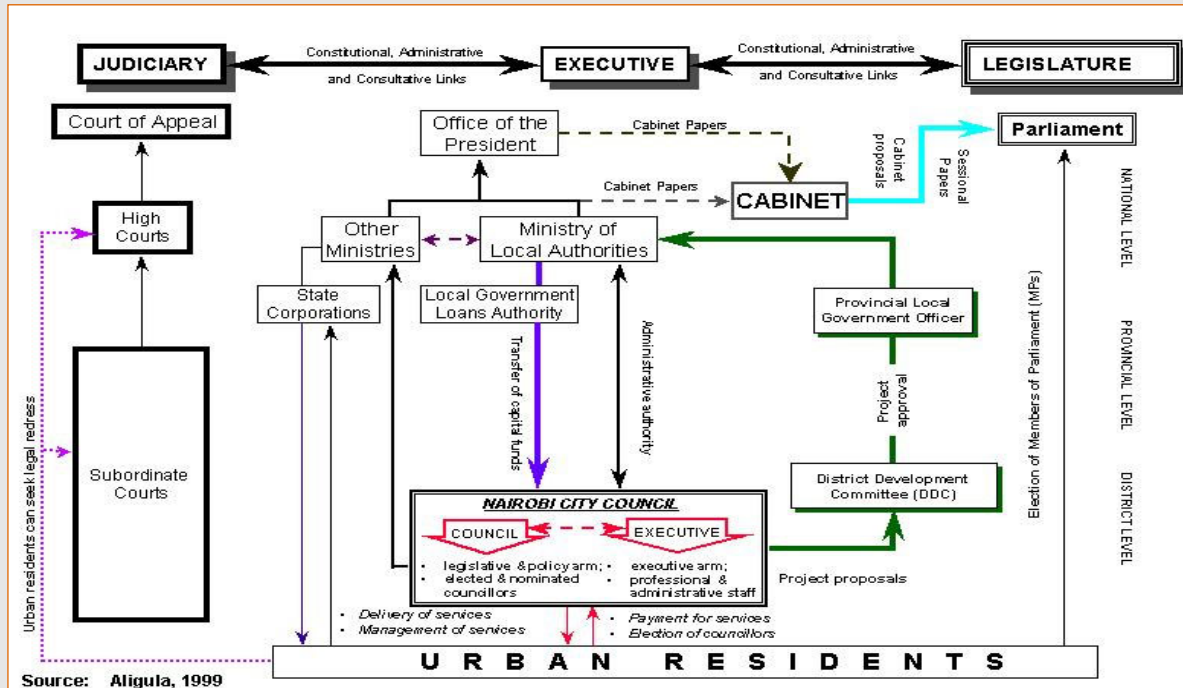 JUDICIARY
Constitutional, Administrative
and Consultative Links
EXECUTIVE
Constitutional, Administrative
and Consultative Links
LEGISLATURE
Court of Appeal
Office of the
President
Cabinet Papers
Cabinet
proposals
Sessional
Papers
Parliament
Cabinet Papers
CABINET
High
Courts
Other
Ministries
Ministry of
Local Authorities
NATIONAL LEVEL
State
Corporations
Local Government
Loans Authority
Provincial Local
Government Officer
PROVINCIAL LEVEL
Transfer of capital
funds
Administrative
authority
Project
approval
Election of Members of Parliament (MPs)
Urban residents can seek legal redress
Subordinate
Courts
District Development
Committee (DDC)
DISTRICT LEVEL
NAIROBI CITY COUNCIL
COUNCIL
EXECUTIVE
• legislative & policy arm;
• elected & nominated
councillors
• executive arm;
• professional &
administrative staff
Project proposals
• Delivery of services
• Management of services
• Payment for services
• Election of councillors
URBAN RESIDENTS
Source: Aligula, 1999